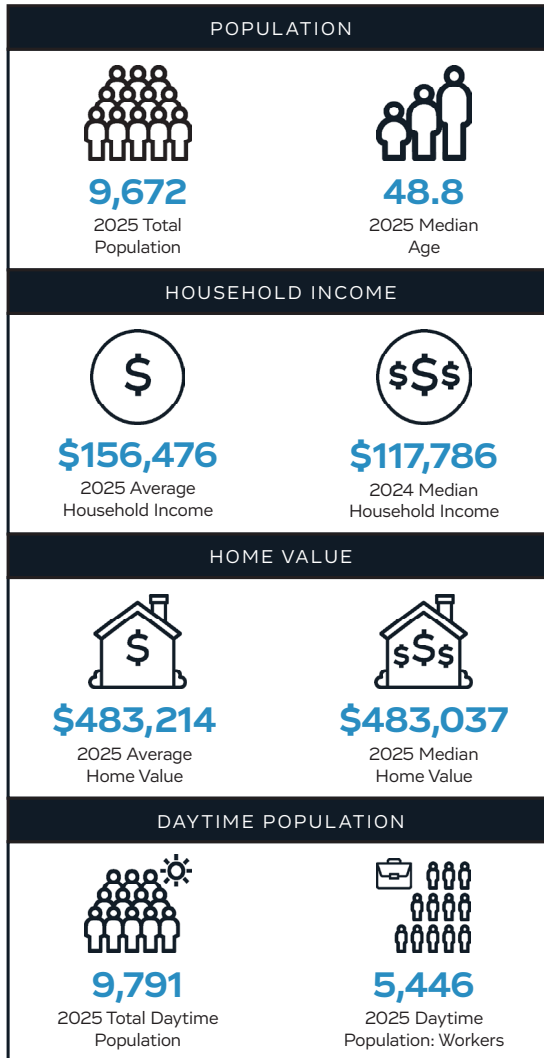 POPULATION
9,672
2025 Total
Population
48.8
2025 Median
Age
HOUSEHOLD INCOME
$
$156,476
2025 Average
Household Income
$$$
$117,786
2024 Median
Household Income
HOME VALUE
$
$483,214
2025 Average
Home Value
$$$
$483,037
2025 Median
Home Value
DAYTIME POPULATION
9,791
2025 Total Daytime
Population
5,446
2025 Daytime
Population: Workers